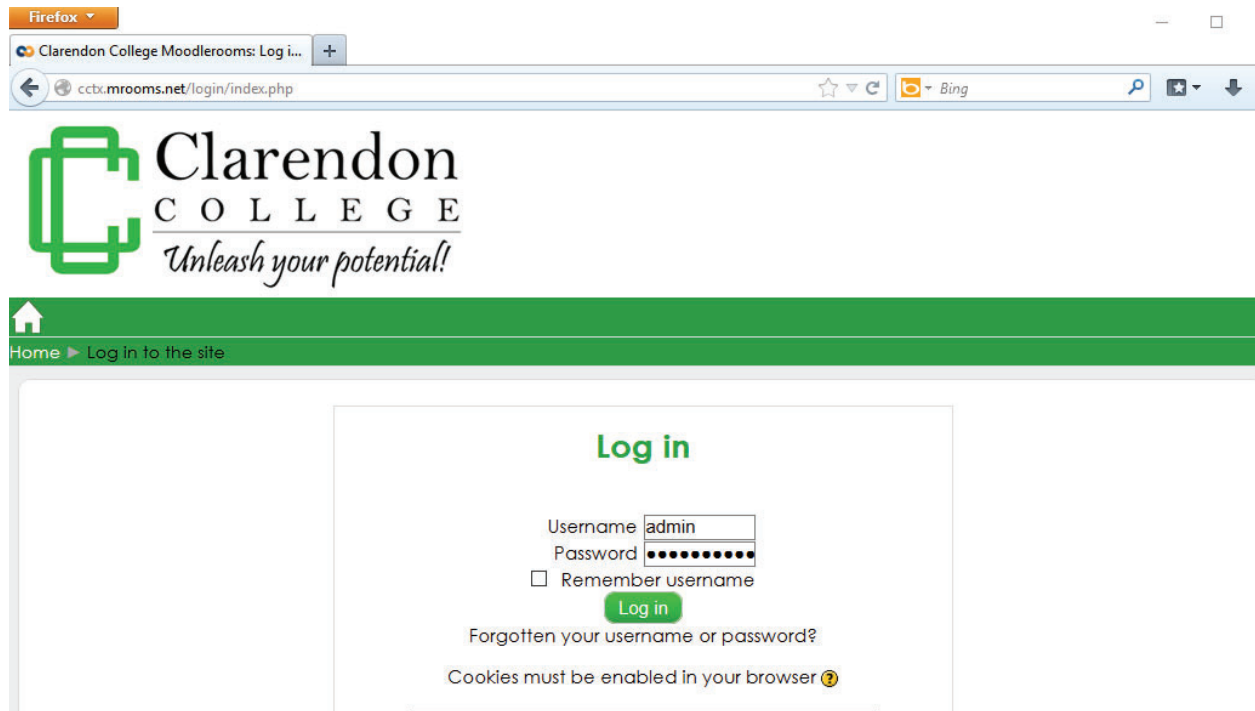 Firefox
Clarendon College Moodlerooms: Log i...
cctx.mrooms.net/login/index.php
Bing
Clarendon
COLLEGE
Unleash your potential!
Home ▶ Log in to the site
Log in
Username admin
Password ●●●●●●●●●●
Remember username
Log in
Forgotten your username or password?
Cookies must be enabled in your browser